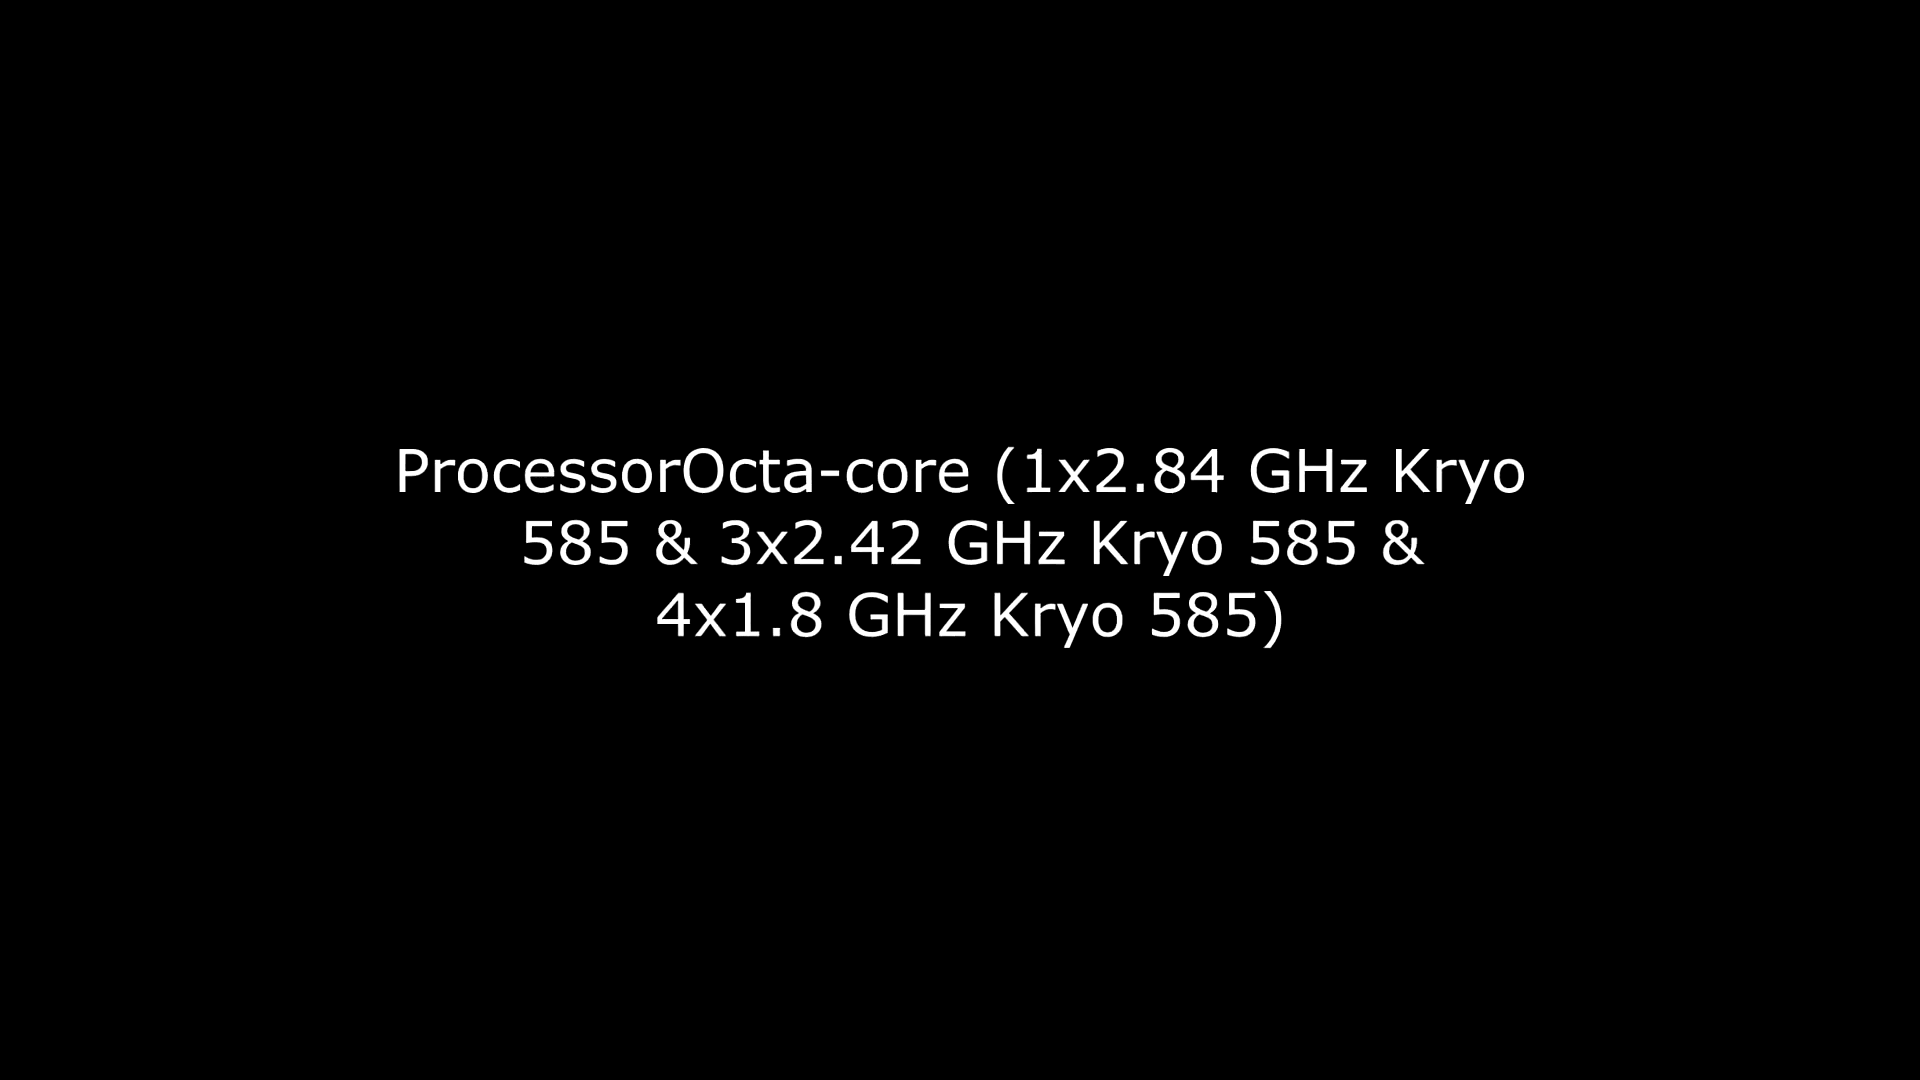 ProcessorOcta-core (1x2.84 GHz Kryo
585 & 3x2.42 GHz Kryo 585 &
4x1.8 GHz Kryo 585)